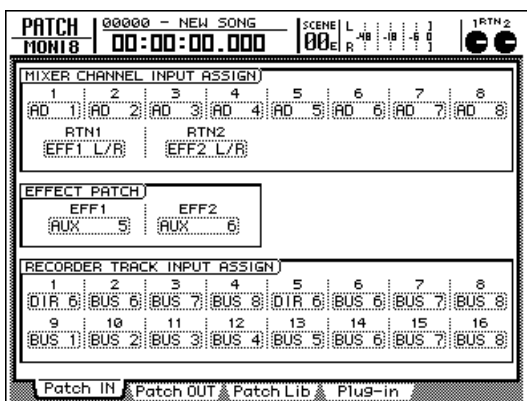 PATCH 00000 - NEW SONG SCENE L 1RTN2
MONI8 00:00:00.000 00E R -48 -18 -6 0
MIXER CHANNEL INPUT ASSIGN
1 2 3 4 5 6 7 8
AD 1 AD 2 AD 3 AD 4 AD 5 AD 6 AD 7 AD 8
RTN1 RTN2
EFF1 L/R EFF2 L/R
EFFECT PATCH
EFF1 EFF2
AUX 5 AUX 6
RECORDER TRACK INPUT ASSIGN
1 2 3 4 5 6 7 8
DIR 6 BUS 6 BUS 7 BUS 8 DIR 6 BUS 6 BUS 7 BUS 8
9 10 11 12 13 14 15 16
BUS 1 BUS 2 BUS 3 BUS 4 BUS 5 BUS 6 BUS 7 BUS 8
Patch IN Patch OUT Patch Lib Plug-in